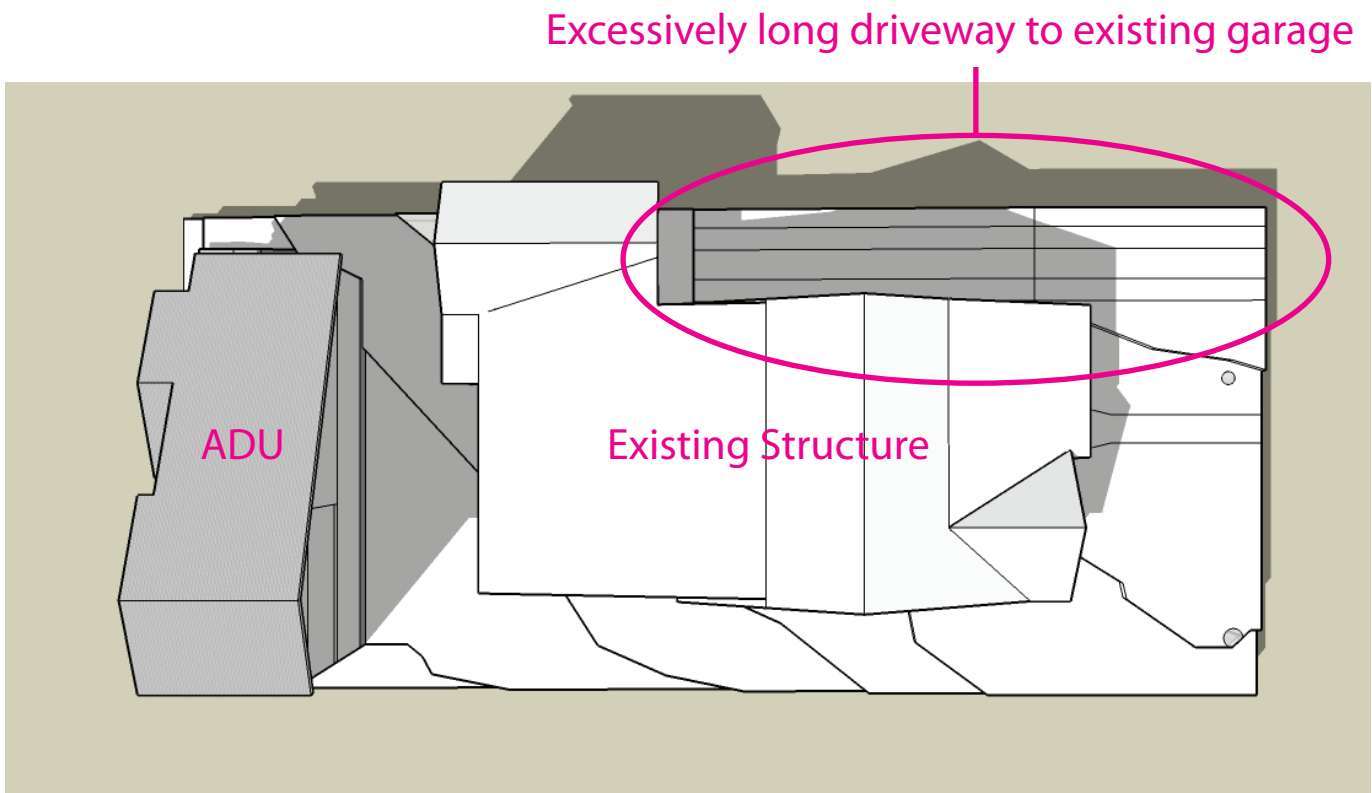 Excessively long driveway to existing garage
ADU
Existing Structure